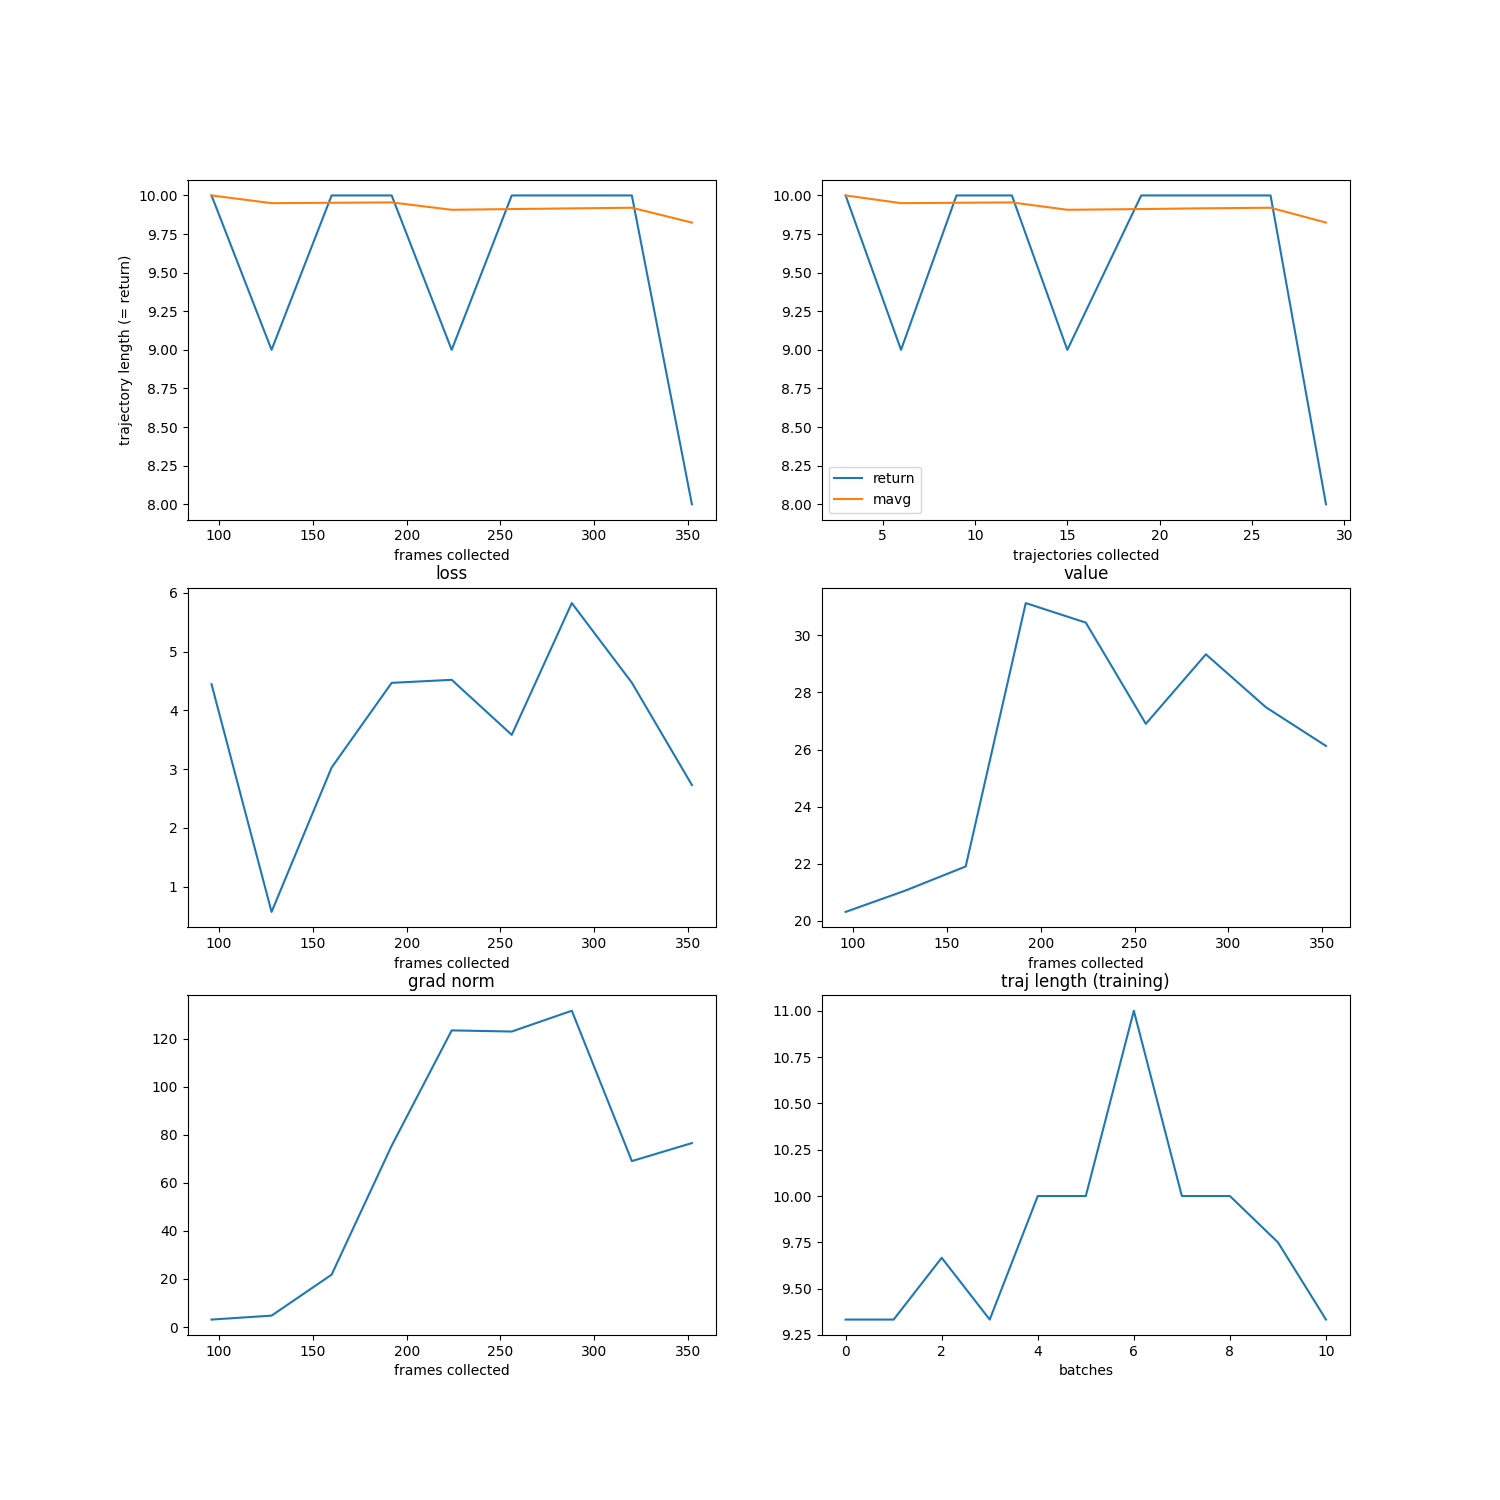 10.00
9.75
9.50
9.25
9.00
8.75
8.50
8.25
8.00
trajectory length (= return)
100 150 200 250 300 350
frames collected
10.00
9.75
9.50
9.25
9.00
8.75
8.50
8.25
8.00
return
mavg
5 10 15 20 25 30
trajectories collected
loss
6
5
4
3
2
1
100 150 200 250 300 350
frames collected
value
30
28
26
24
22
20
100 150 200 250 300 350
frames collected
grad norm
120
100
80
60
40
20
0
100 150 200 250 300 350
frames collected
traj length (training)
11.00
10.75
10.50
10.25
10.00
9.75
9.50
9.25
0 2 4 6 8 10
batches